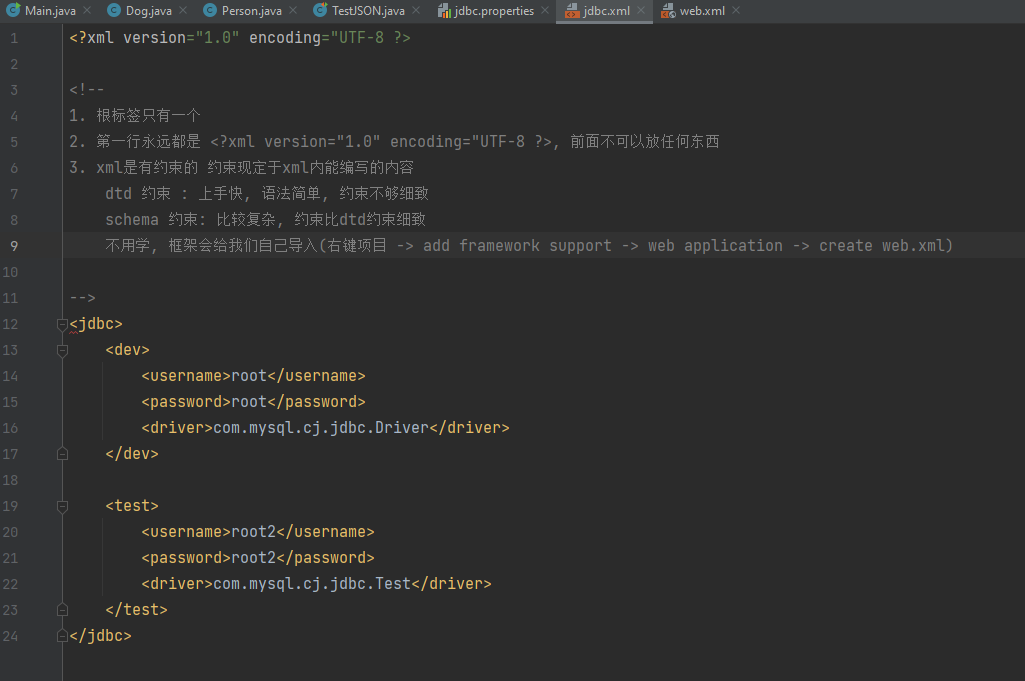 Main.java Dog.java Person.java TestJSON.java jdbc.properties jdbc.xml web.xml
1 <?xml version="1.0" encoding="UTF-8 ?>
2
3 <!--
4 1. 根标签只有一个
5 2. 第一行永远都是 <?xml version="1.0" encoding="UTF-8 ?>, 前面不可以放任何东西
6 3. xml是有约束的 约束现定于xml内能编写的内容
7 dtd 约束 : 上手快, 语法简单, 约束不够细致
8 schema 约束: 比较复杂, 约束比dtd约束细致
9 不用学, 框架会给我们自己导入(右键项目 -> add framework support -> web application -> create web.xml)
10
11 -->
12 <jdbc>
13 <dev>
14 <username>root</username>
15 <password>root</password>
16 <driver>com.mysql.cj.jdbc.Driver</driver>
17 </dev>
18
19 <test>
20 <username>root2</username>
21 <password>root2</password>
22 <driver>com.mysql.cj.jdbc.Test</driver>
23 </test>
24 </jdbc>